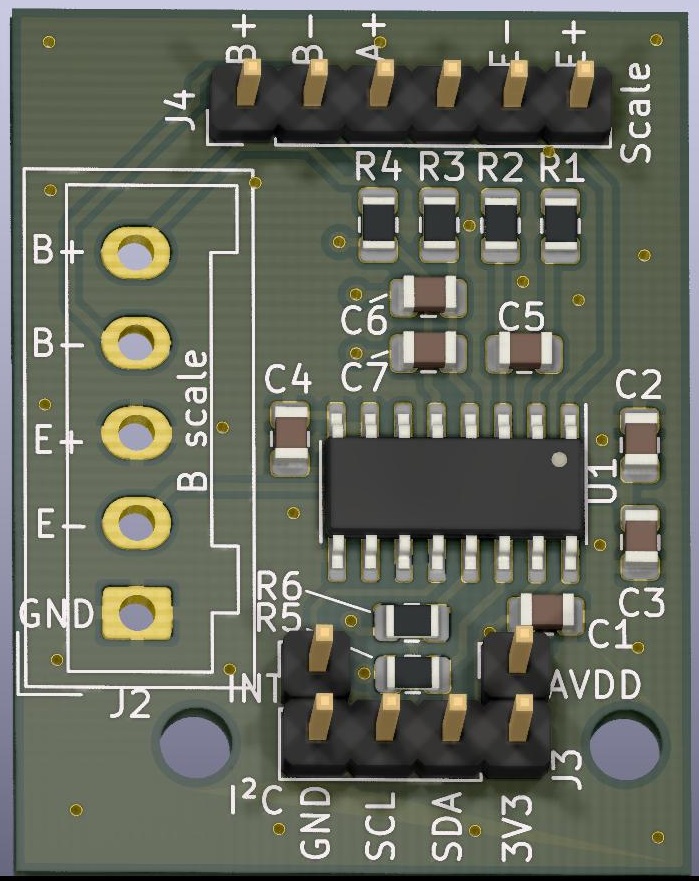 B+
B-
A+
E-
E+
J4
Scale
R4
R3
R2
R1
B+
C6
C5
B-
C7
C4
C2
B scale
E+
U1
E-
R6
GND
R5
C3
C1
INT
AVDD
J2
J3
I²C
GND
SCL
SDA
3V3